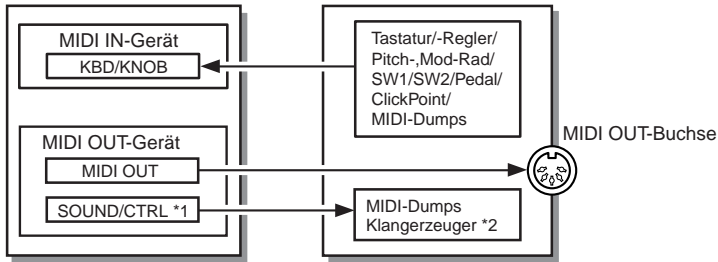 MIDI IN-Gerät
KBD/KNOB
Tastatur/-Regler/
Pitch-,Mod-Rad/
SW1/SW2/Pedal/
ClickPoint/
MIDI-Dumps
MIDI OUT-Gerät
MIDI OUT
MIDI OUT-Buchse
SOUND/CTRL *1
MIDI-Dumps
Klangerzeuger *2